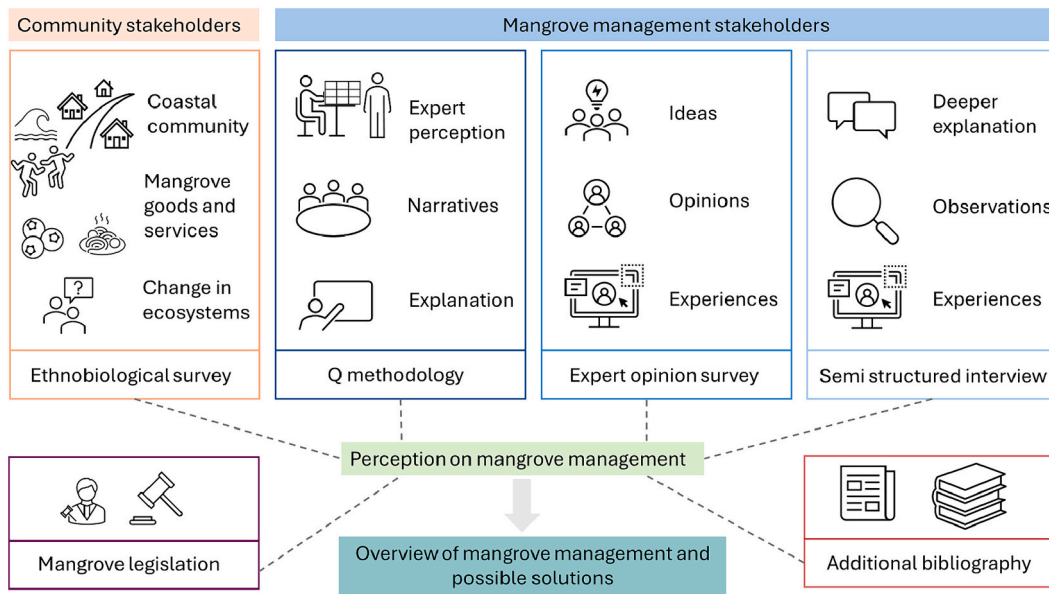 Community stakeholders
Mangrove management stakeholders
Coastal
community
Mangrove
goods and
services
?
Change in
ecosystems
Ethnobiological survey
Expert
perception
Narratives
Explanation
Q methodology
Ideas
Opinions
Experiences
Expert opinion survey
Deeper
explanation
Observations
Experiences
Semi structured interview
Perception on mangrove management
Mangrove legislation
Overview of mangrove management and
possible solutions
Additional bibliography